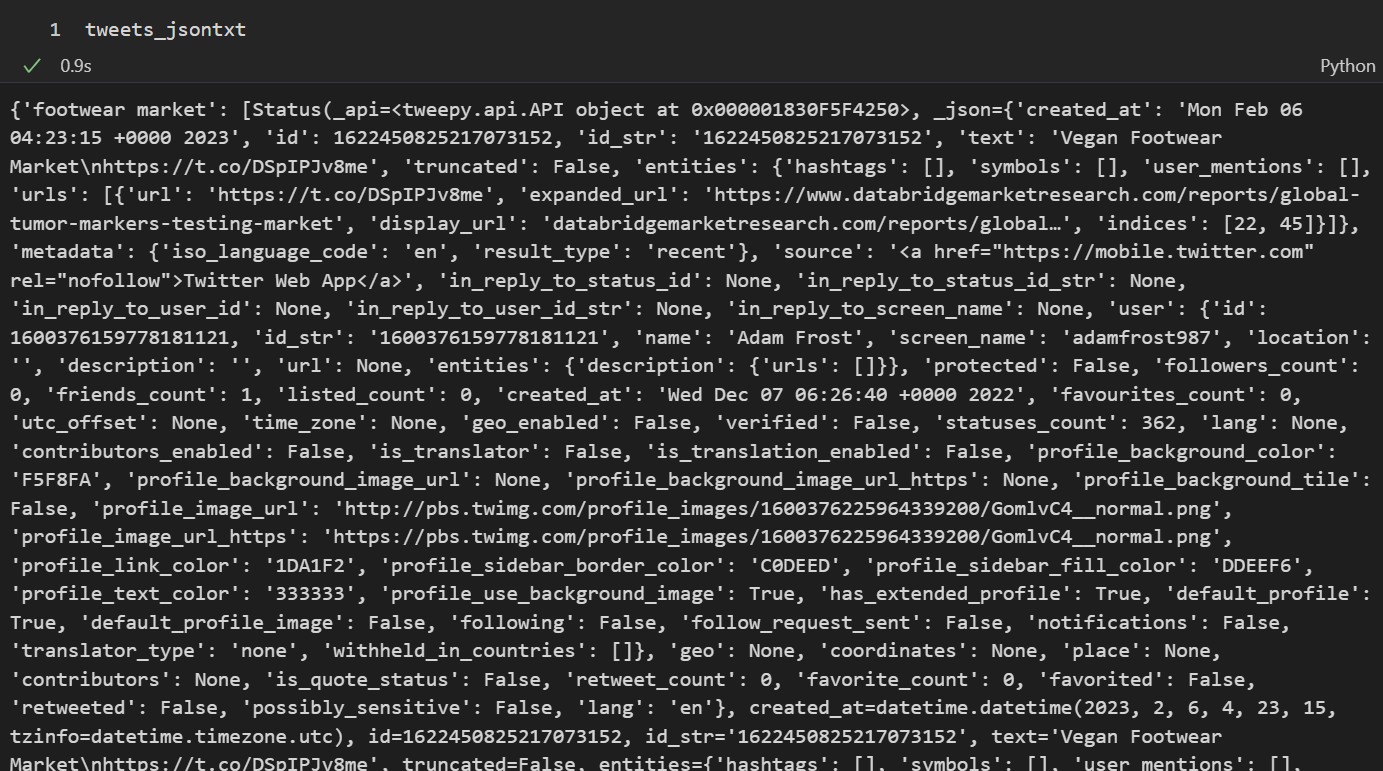 1 tweets_jsontxt
0.9s
Python
{'footwear market': [Status(_api=<tweepy.api.API object at 0x000001830F5F4250>, _json={'created_at': 'Mon Feb 06
04:23:15 +0000 2023', 'id': 1622450825217073152, 'id_str': '1622450825217073152', 'text': 'Vegan Footwear
Market\nhttps://t.co/DSpIPJv8me', 'truncated': False, 'entities': {'hashtags': [], 'symbols': [], 'user_mentions': [],
'urls': [{'url': 'https://t.co/DSpIPJv8me', 'expanded_url': 'https://www.databridgemarketresearch.com/reports/global-
tumor-markers-testing-market', 'display_url': 'databridgemarketresearch.com/reports/global…', 'indices': [22, 45]}]},
'metadata': {'iso_language_code': 'en', 'result_type': 'recent'}, 'source': '<a href="https://mobile.twitter.com"
rel="nofollow">Twitter Web App</a>', 'in_reply_to_status_id': None, 'in_reply_to_status_id_str': None,
'in_reply_to_user_id': None, 'in_reply_to_user_id_str': None, 'in_reply_to_screen_name': None, 'user': {'id':
1600376159778181121, 'id_str': '1600376159778181121', 'name': 'Adam Frost', 'screen_name': 'adamfrost987', 'location':
'', 'description': '', 'url': None, 'entities': {'description': {'urls': []}}, 'protected': False, 'followers_count':
0, 'friends_count': 1, 'listed_count': 0, 'created_at': 'Wed Dec 07 06:26:40 +0000 2022', 'favourites_count': 0,
'utc_offset': None, 'time_zone': None, 'geo_enabled': False, 'verified': False, 'statuses_count': 362, 'lang': None,
'contributors_enabled': False, 'is_translator': False, 'is_translation_enabled': False, 'profile_background_color':
'F5F8FA', 'profile_background_image_url': None, 'profile_background_image_url_https': None, 'profile_background_tile':
False, 'profile_image_url': 'http://pbs.twimg.com/profile_images/1600376225964339200/GomlvC4__normal.png',
'profile_image_url_https': 'https://pbs.twimg.com/profile_images/1600376225964339200/GomlvC4__normal.png',
'profile_link_color': '1DA1F2', 'profile_sidebar_border_color': 'C0DEED', 'profile_sidebar_fill_color': 'DDEEF6',
'profile_text_color': '333333', 'profile_use_background_image': True, 'has_extended_profile': True, 'default_profile':
True, 'default_profile_image': False, 'following': False, 'follow_request_sent': False, 'notifications': False,
'translator_type': 'none', 'withheld_in_countries': []}, 'geo': None, 'coordinates': None, 'place': None,
'contributors': None, 'is_quote_status': False, 'retweet_count': 0, 'favorite_count': 0, 'favorited': False,
'retweeted': False, 'possibly_sensitive': False, 'lang': 'en'}, created_at=datetime.datetime(2023, 2, 6, 4, 23, 15,
tzinfo=datetime.timezone.utc), id=1622450825217073152, id_str='1622450825217073152', text='Vegan Footwear
Market\nhttps://t.co/DSpIPJv8me', truncated=False, entities={'hashtags': [], 'symbols': [], 'user_mentions': [],